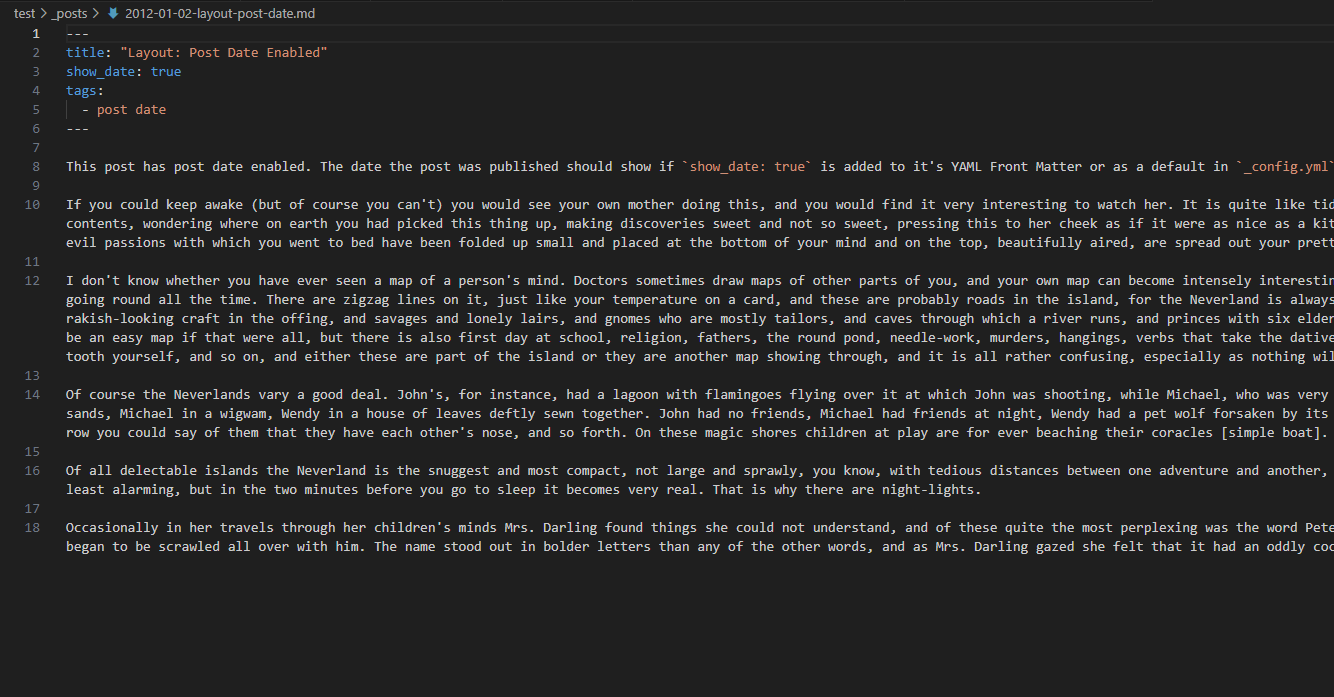 test > _posts > 2012-01-02-layout-post-date.md
1 ---
2 title: "Layout: Post Date Enabled"
3 show_date: true
4 tags:
5 - post date
6 ---
7
8 This post has post date enabled. The date the post was published should show if `show_date: true` is added to it's YAML Front Matter or as a default in `_config.yml`
9
10 If you could keep awake (but of course you can't) you would see your own mother doing this, and you would find it very interesting to watch her. It is quite like
contents, wondering where on earth you had picked this thing up, making discoveries sweet and not so sweet, pressing this to her cheek as if it were as nice as a
evil passions with which you went to bed have been folded up small and placed at the bottom of your mind and on the top, beautifully aired, are spread out your
11
12 I don't know whether you have ever seen a map of a person's mind. Doctors sometimes draw maps of other parts of you, and your own map can become intensely
going round all the time. There are zigzag lines on it, just like your temperature on a card, and these are probably roads in the island, for the Neverland is always
rakish-looking craft in the offing, and savages and lonely lairs, and gnomes who are mostly tailors, and caves through which a river runs, and princes with six elder
be an easy map if that were all, but there is also first day at school, religion, fathers, the round pond, needle-work, murders, hangings, verbs that take the dative
tooth yourself, and so on, and either these are part of the island or they are another map showing through, and it is all rather confusing, especially as nothing
13
14 Of course the Neverlands vary a good deal. John's, for instance, had a lagoon with flamingoes flying over it at which John was shooting, while Michael, who was very
sands, Michael in a wigwam, Wendy in a house of leaves deftly sewn together. John had no friends, Michael had friends at night, Wendy had a pet wolf forsaken by its
row you could say of them that they have each other's nose, and so forth. On these magic shores children at play are for ever beaching their coracles [simple boat].
15
16 Of all delectable islands the Neverland is the snuggest and most compact, not large and sprawly, you know, with tedious distances between one adventure and another,
least alarming, but in the two minutes before you go to sleep it becomes very real. That is why there are night-lights.
17
18 Occasionally in her travels through her children's minds Mrs. Darling found things she could not understand, and of these quite the most perplexing was the word
began to be scrawled all over with him. The name stood out in bolder letters than any of the other words, and as Mrs. Darling gazed she felt that it had an oddly